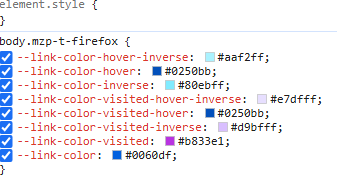 element.style {
}
body.mzp-t-firefox {
--link-color-hover-inverse: #aaf2ff;
--link-color-hover: #0250bb;
--link-color-inverse: #80ebff;
--link-color-visited-hover-inverse: #e7dfff;
--link-color-visited-hover: #0250bb;
--link-color-visited-inverse: #d9bfff;
--link-color-visited: #b833e1;
--link-color: #0060df;
}